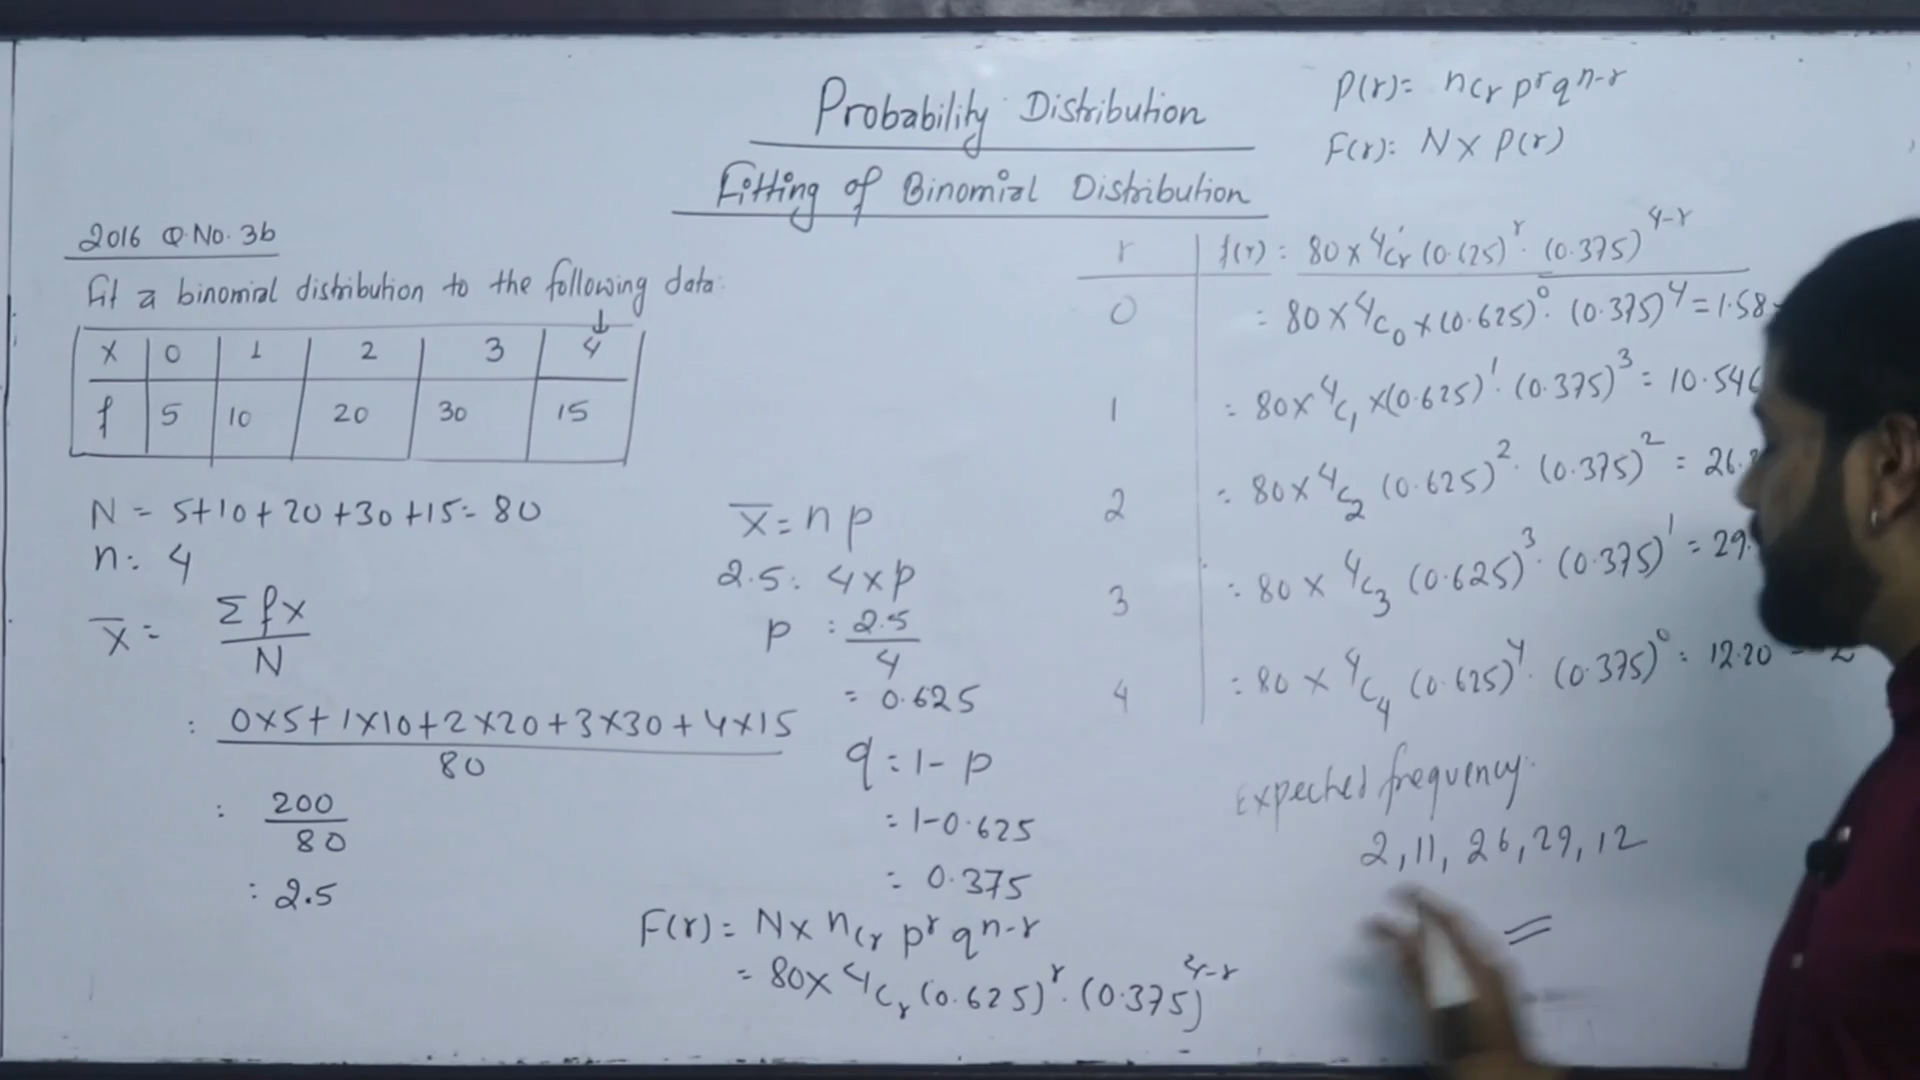 Probability Distribution
Fitting of Binomial Distribution
P(r)= nCr p^r q^n-r
F(r): N× P(r)
2016 Q.No. 3b
Fit a binomial distribution to the following data:
X | 0 | 1 | 2 | 3 | 4
f | 5 | 10 | 20 | 30 | 15
N = 5+10+20+30+15= 80
n: 4
X̄ = Σfx / N
: 0×5+1×10+2×20+3×30+4×15 / 80
: 200 / 80
: 2.5
X̄ = np
2.5: 4×p
p : 2.5 / 4
= 0.625
q = 1- p
= 1-0.625
= 0.375
F(r) = N× nCr p^r q^n-r
= 80× 4Cr (0.625)^r . (0.375)^4-r
r | f(r) = 80× 4Cr (0.625)^r . (0.375)^4-r
0 = 80× 4C0 × (0.625)^0 . (0.375)^4 = 1.58
1 = 80× 4C1 ×(0.625)^1 . (0.375)^3 = 10.546
2 = 80× 4C2 (0.625)^2 . (0.375)^2 = 26.
3 = 80 × 4C3 (0.625)^3 . (0.375)^1 = 29.
4 = 80 × 4C4 (0.625)^4 . (0.375)^0 = 12.20
Expected frequency.
2, 11, 26, 29, 12